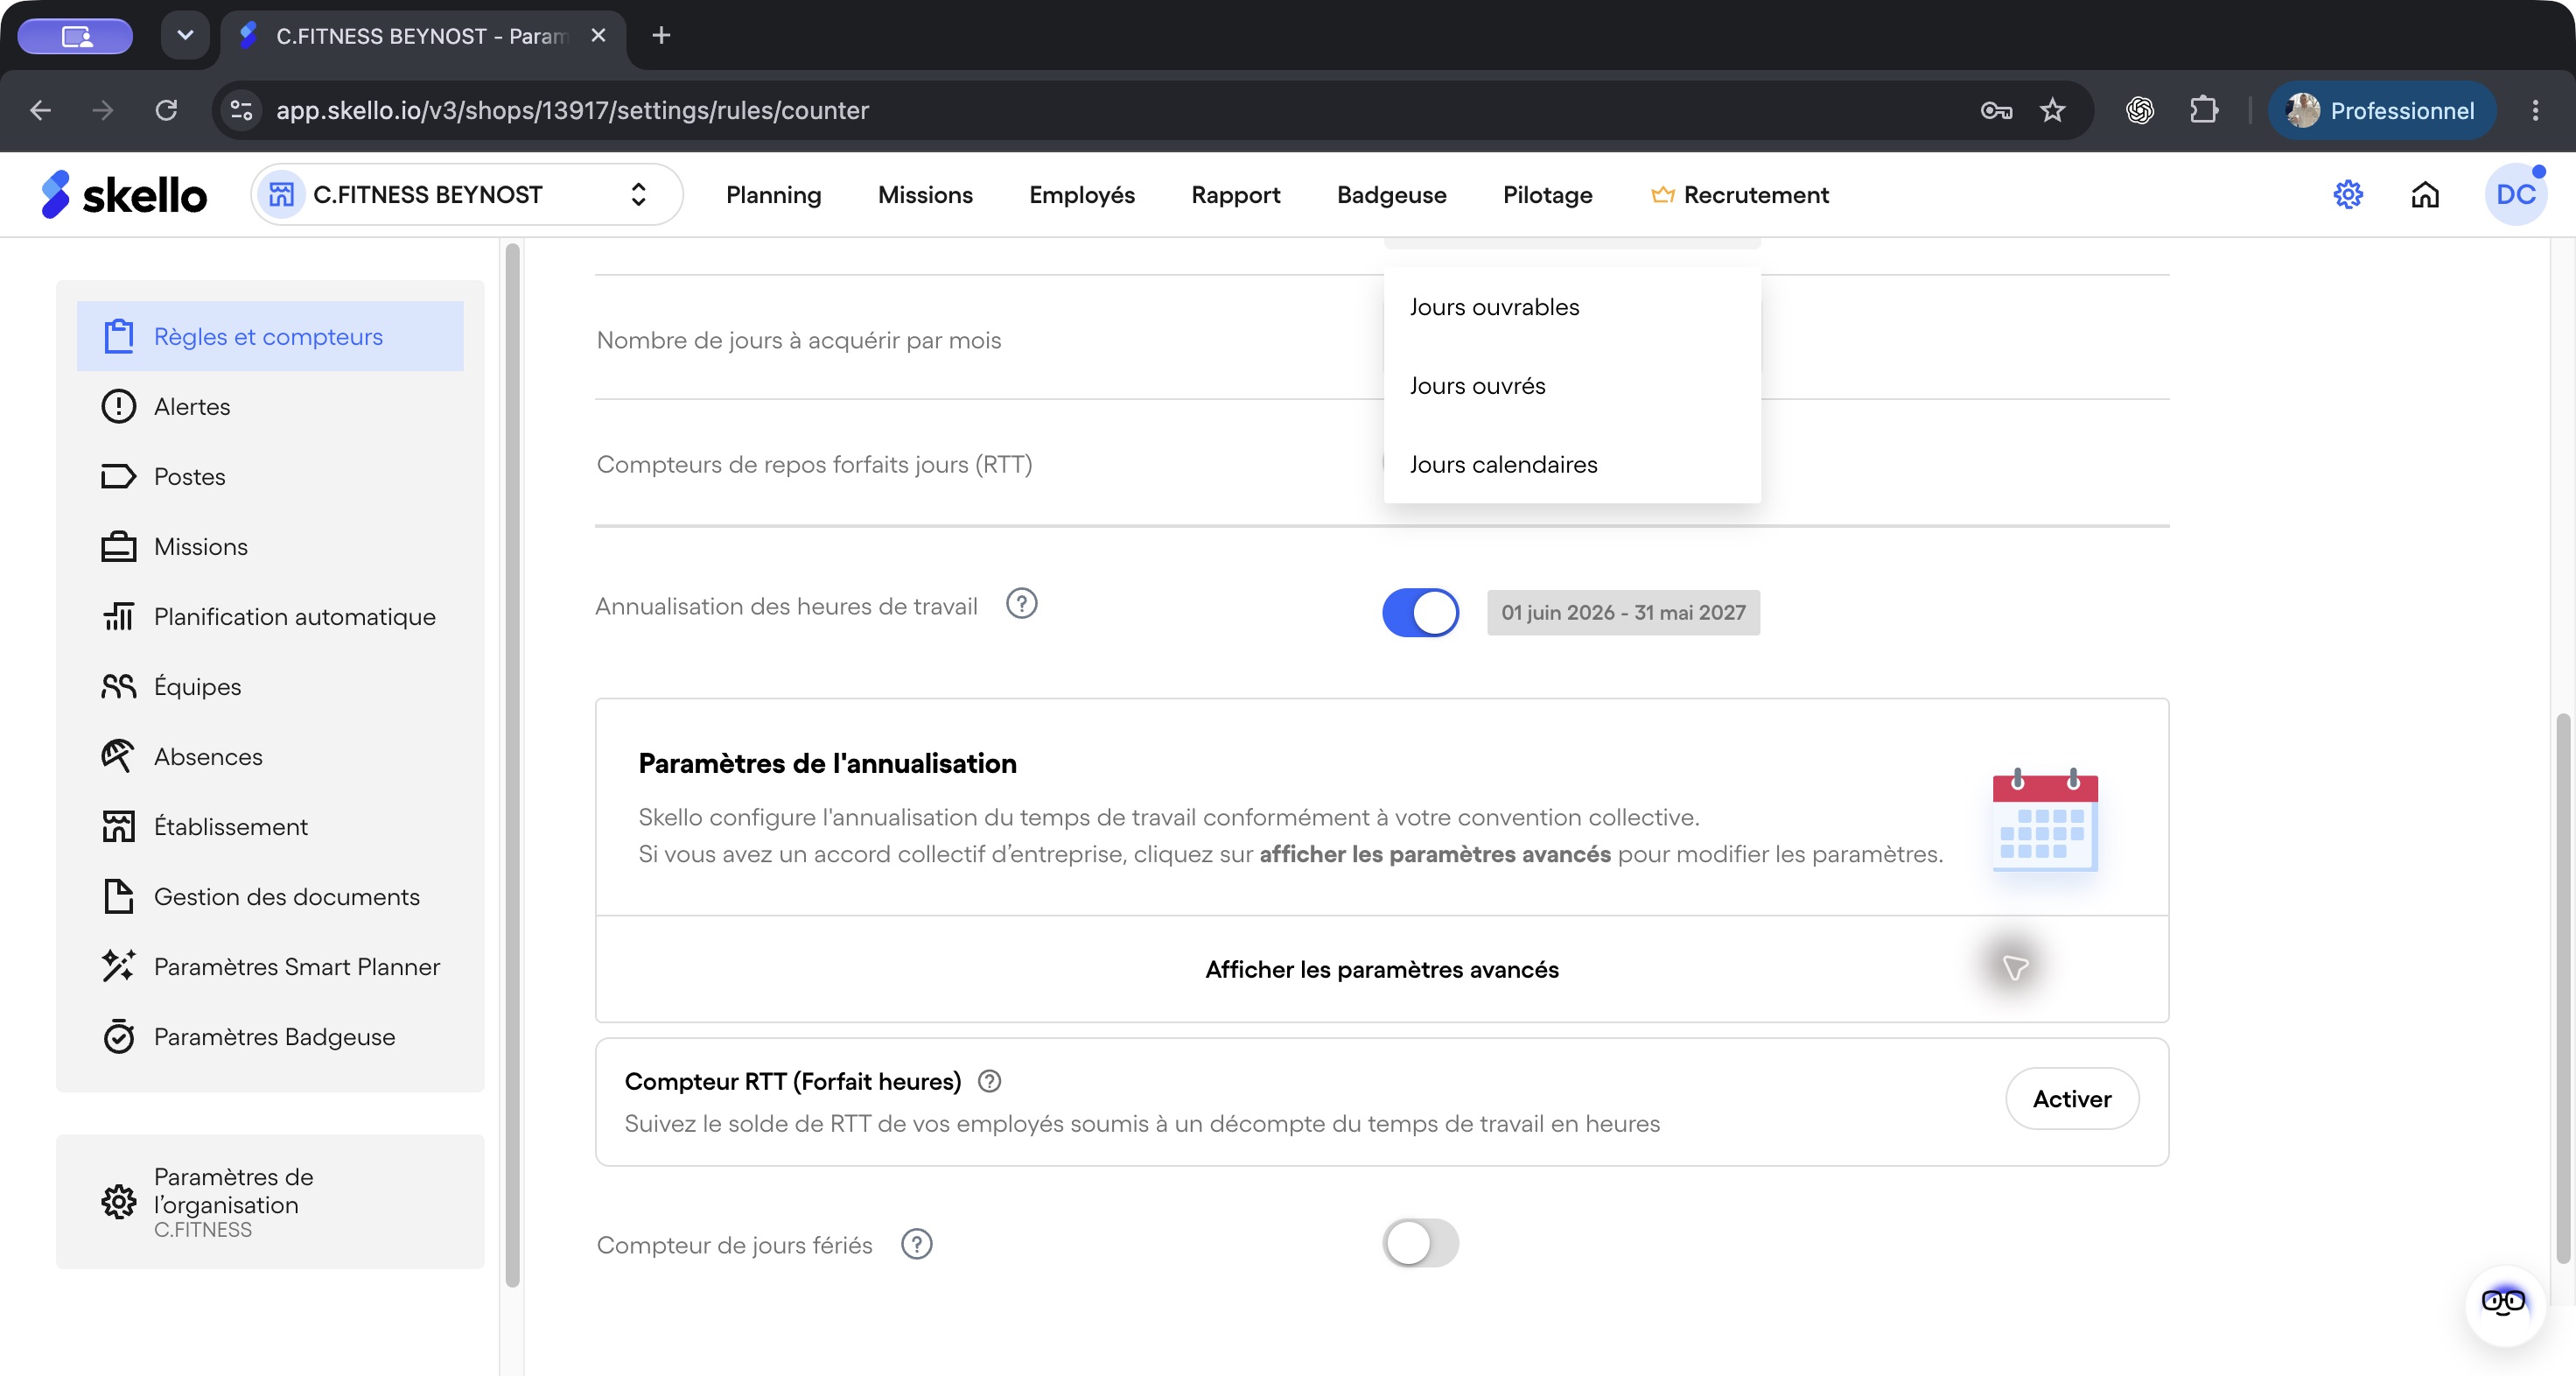 C.FITNESS BEYNOST - Param
app.skello.io/v3/shops/13917/settings/rules/counter
Professionnel
skello
C.FITNESS BEYNOST
Planning
Missions
Employés
Rapport
Badgeuse
Pilotage
Recrutement
DC
Règles et compteurs
Alertes
Postes
Missions
Planification automatique
Équipes
Absences
Établissement
Gestion des documents
Paramètres Smart Planner
Paramètres Badgeuse
Paramètres de
l’organisation
C.FITNESS
Jours ouvrables
Nombre de jours à acquérir par mois
Jours ouvrés
Compteurs de repos forfaits jours (RTT)
Jours calendaires
Annualisation des heures de travail ?
01 juin 2026 - 31 mai 2027
Paramètres de l'annualisation
Skello configure l'annualisation du temps de travail conformément à votre convention collective.
Si vous avez un accord collectif d’entreprise, cliquez sur afficher les paramètres avancés pour modifier les paramètres.
Afficher les paramètres avancés
Compteur RTT (Forfait heures) ?
Suivez le solde de RTT de vos employés soumis à un décompte du temps de travail en heures
Activer
Compteur de jours fériés ?